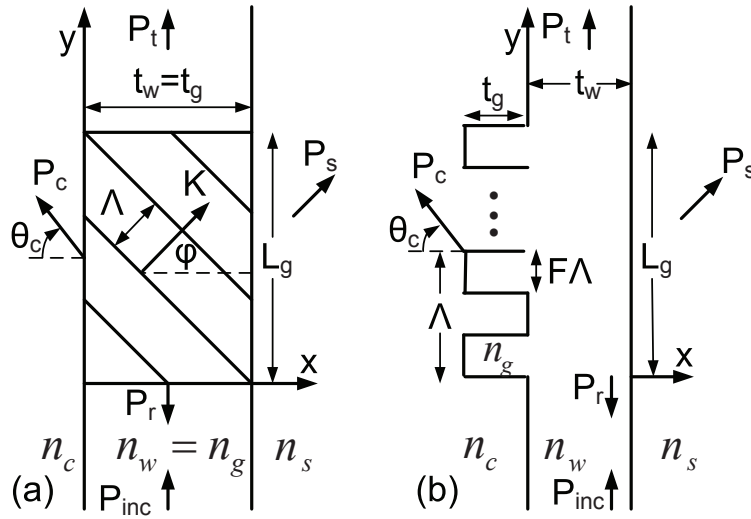 y
P_t
t_w=t_g
P_c
θ_c
Λ
K
φ
P_s
L_g
x
P_r
n_c
n_w = n_g
n_s
(a)
P_inc
y
P_t
t_g
t_w
P_c
θ_c
P_s
FΛ
L_g
Λ
n_g
x
P_r
n_c
n_w
n_s
(b)
P_inc